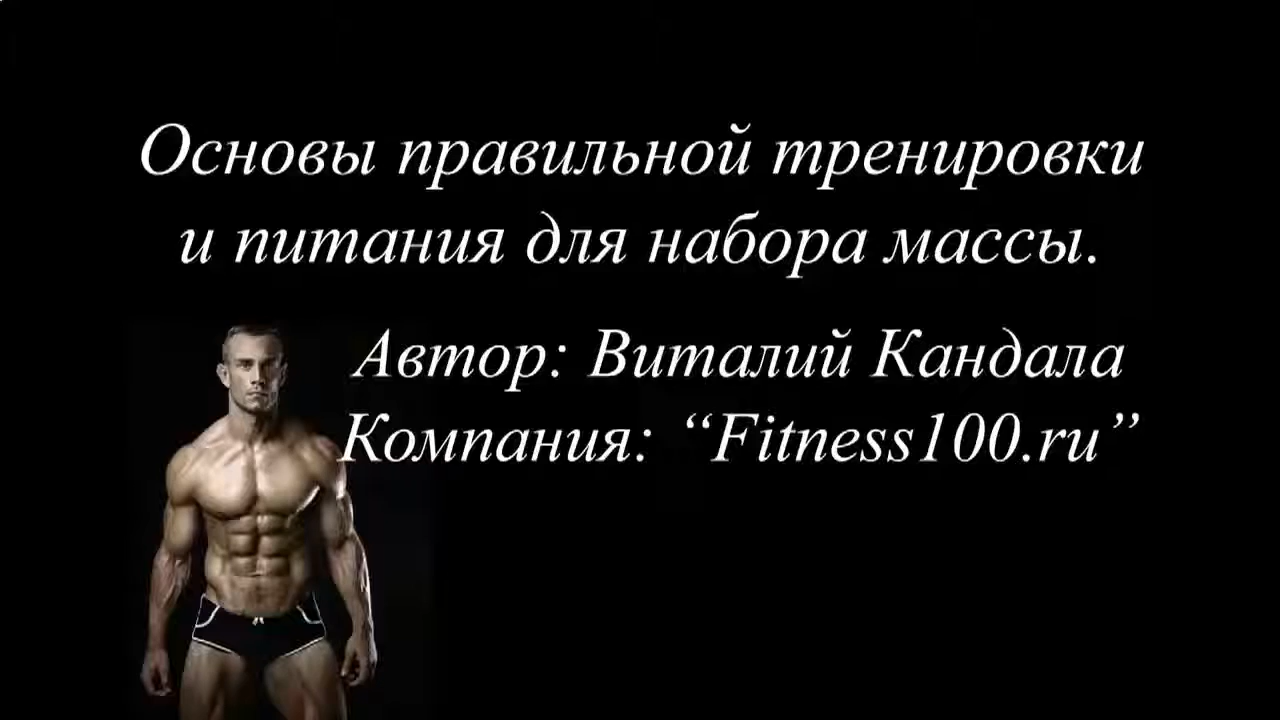 Основы правильной тренировки
и питания для набора массы.
Автор: Виталий Кандала
Компания: “Fitness100.ru”